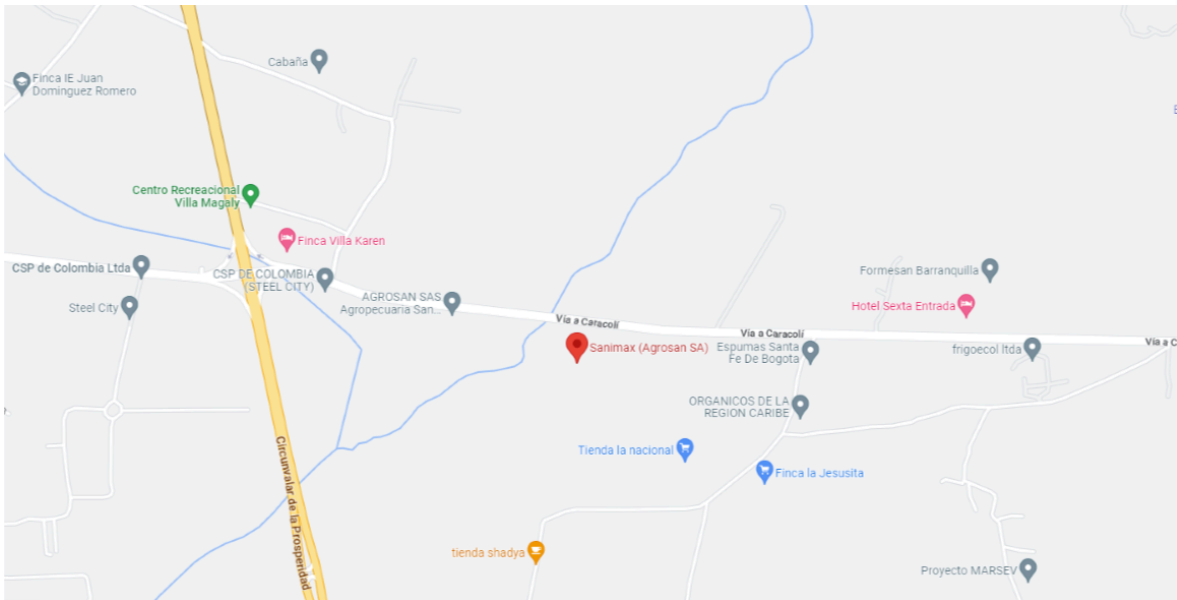 Cabaña
Finca IE Juan
Dominguez Romero
Centro Recreacional
Villa Magaly
Finca Villa Karen
CSP de Colombia Ltda
CSP DE COLOMBIA
(STEEL CITY)
Steel City
AGROSAN SAS
Agropecuaria San...
Formesan Barranquilla
Hotel Sexta Entrada
Vía a Caracolí
Vía a Caracolí
Vía a C
Sanimax (Agrosan SA)
Espumas Santa
Fe De Bogota
frigoecol ltda
ORGANICOS DE LA
REGION CARIBE
Tienda la nacional
Finca la Jesusita
Circunvalar de la Prosperidad
tienda shadya
Proyecto MARSEV